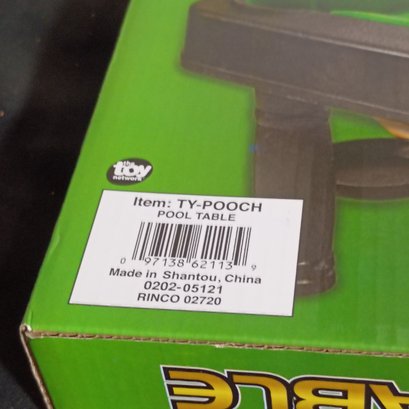 the
toy
network
Item: TY-POOCH
POOL TABLE
0 97138 62113 9
Made in Shantou, China
0202-05121
RINCO 02720
ABLE